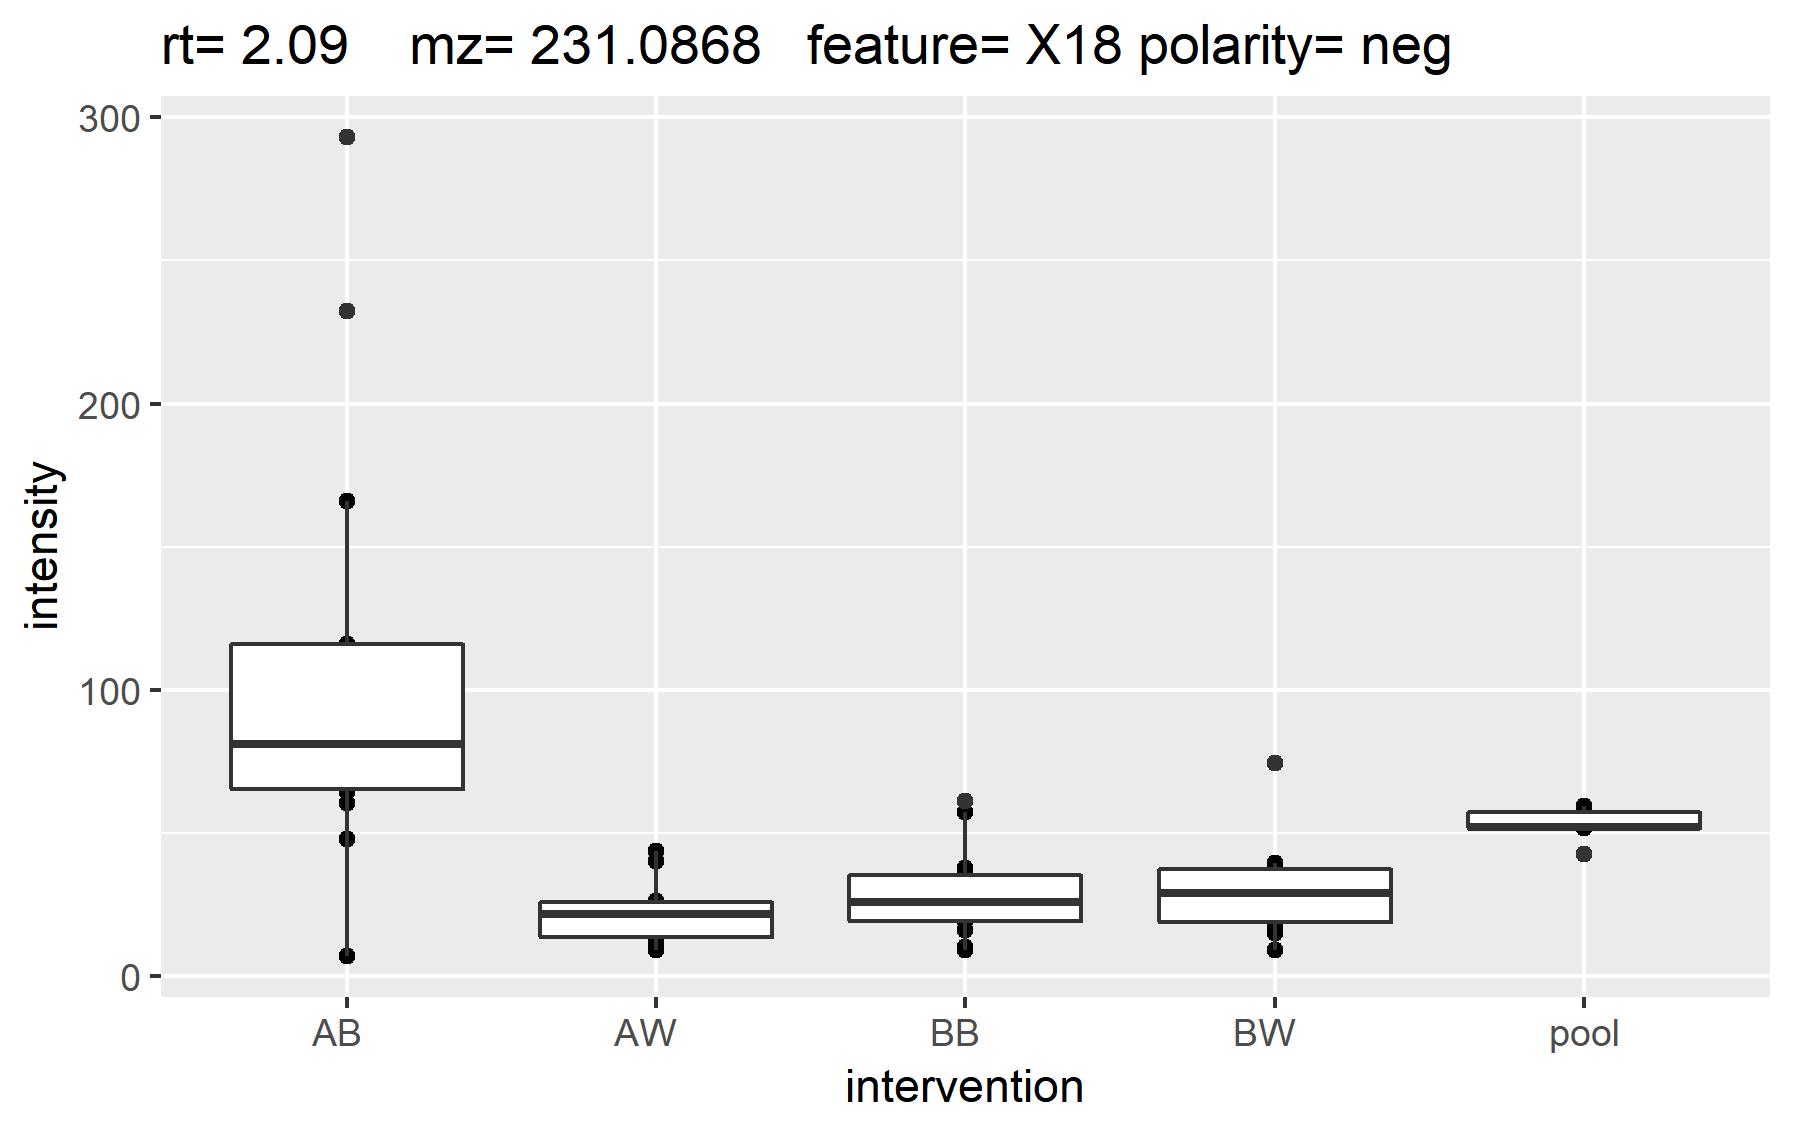 rt= 2.09    mz= 231.0868   feature= X18 polarity= neg
300
200
100
0
intensity
AB AW BB BW pool
intervention